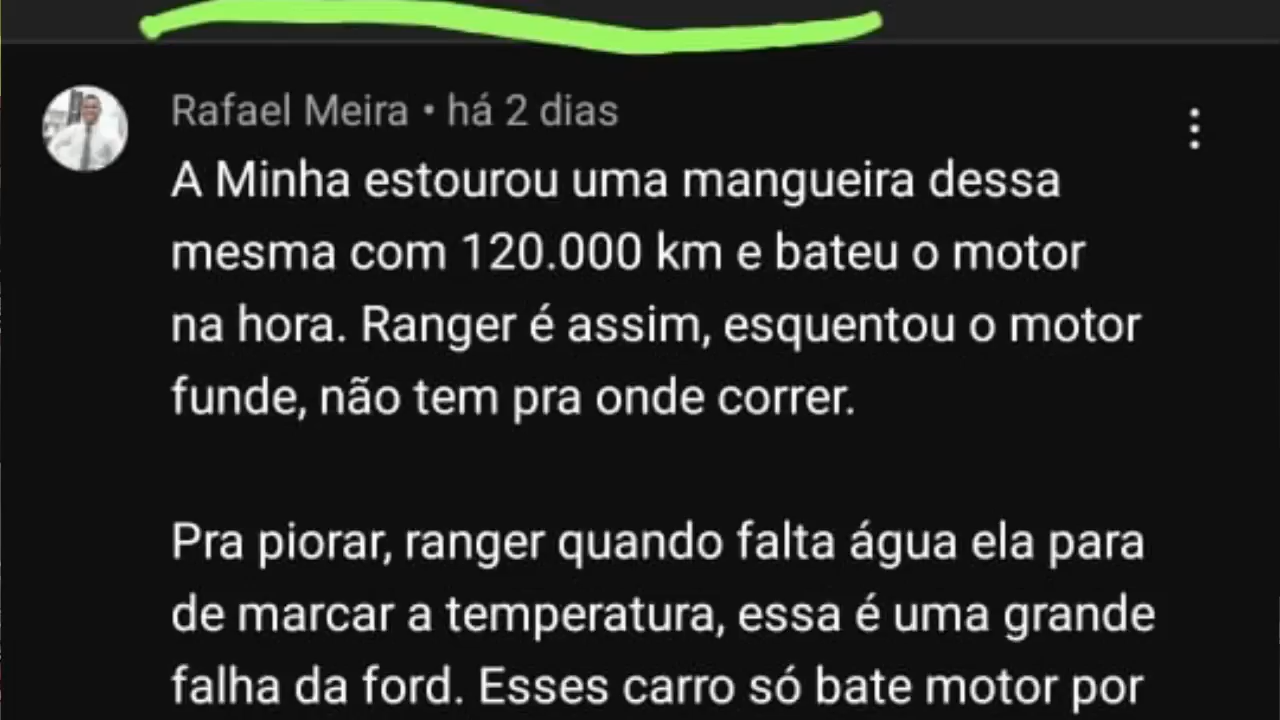 Rafael Meira • há 2 dias
A Minha estourou uma mangueira dessa
mesma com 120.000 km e bateu o motor
na hora. Ranger é assim, esquentou o motor
funde, não tem pra onde correr.
Pra piorar, ranger quando falta água ela para
de marcar a temperatura, essa é uma grande
falha da ford. Esses carro só bate motor por